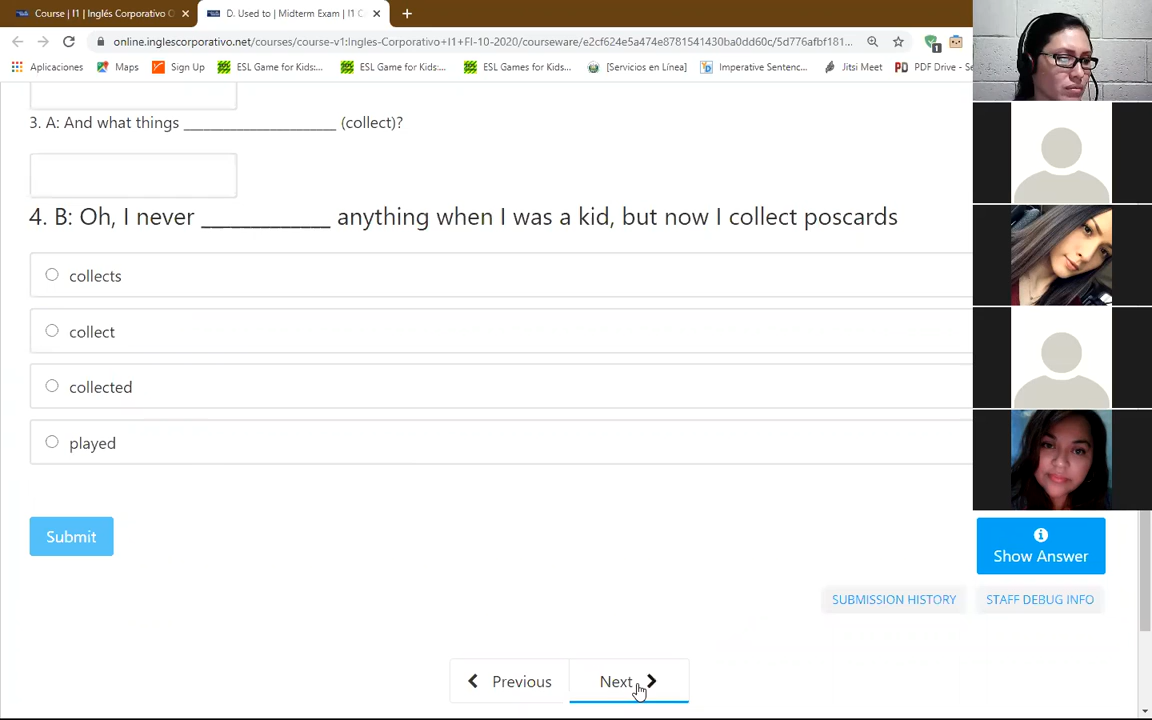 Course | I1 | Inglés Corporativo
D. Used to | Midterm Exam | I1
online.inglescorporativo.net/courses/course-v1:Ingles-Corporativo+I1+FI-10-2020/courseware/e2cf624e5a474e8781541430ba0dd60c/5d776afbf181...
Aplicaciones Maps Sign Up ESL Game for Kids:... ESL Game for Kids:... ESL Games for Kids... [Servicios en Línea] Imperative Sentenc... Jitsi Meet PDF Drive - Se
3. A: And what things ____________________ (collect)?
4. B: Oh, I never ____________ anything when I was a kid, but now I collect poscards
collects
collect
collected
played
Submit
Show Answer
SUBMISSION HISTORY STAFF DEBUG INFO
Previous Next